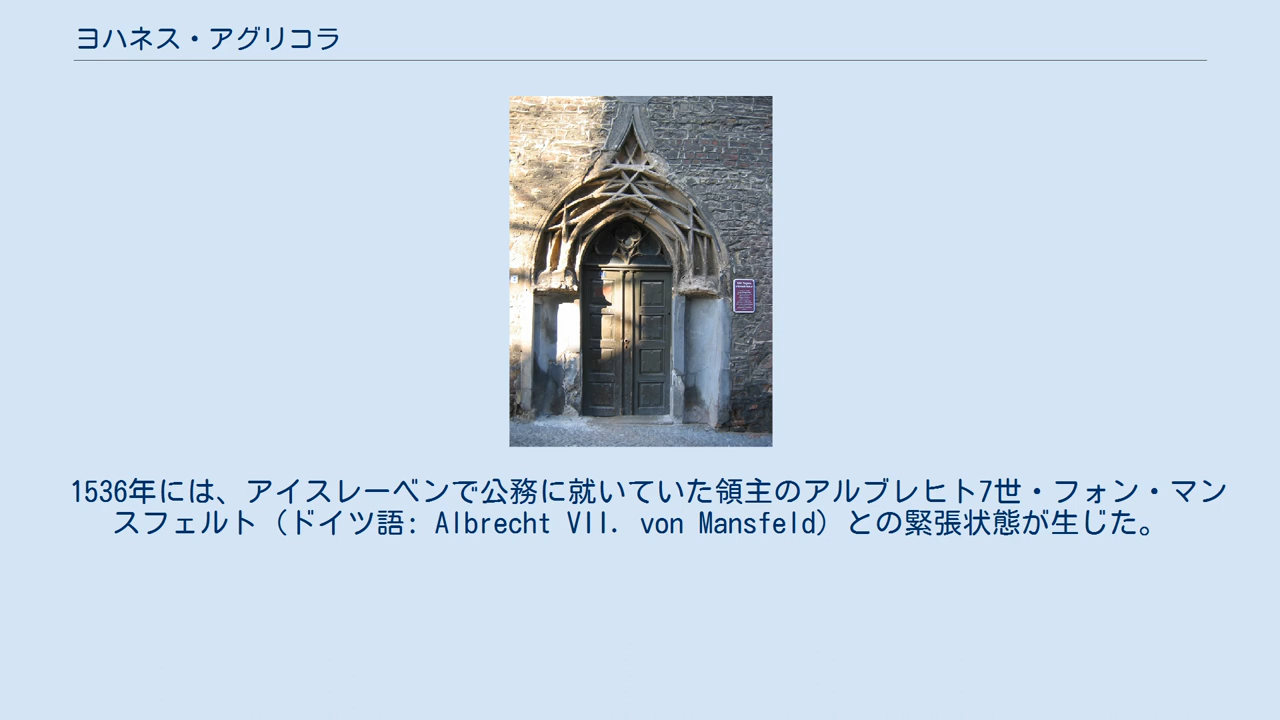 ヨハネス・アグリコラ
1536年には、アイスレーベンで公務に就いていた領主のアルブレヒト7世・フォン・マン
スフェルト（ドイツ語: Albrecht VII. von Mansfeld）との緊張状態が生じた。